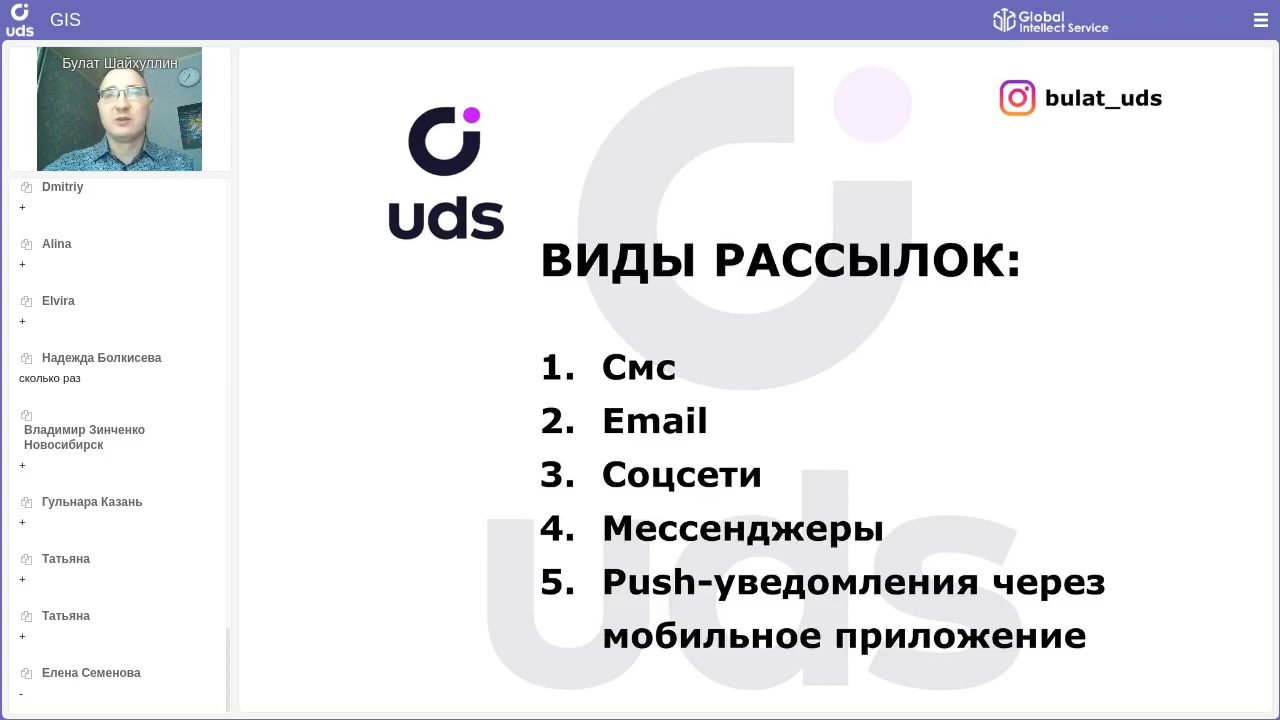 uds
GIS
Global
Intellect Service
Булат Шайхуллин
Dmitriy
+
Alina
+
Elvira
+
Надежда Болкисева
сколько раз
Владимир Зинченко
Новосибирск
+
Гульнара Казань
+
Татьяна
+
Татьяна
+
Елена Семенова
-
bulat_uds
uds
ВИДЫ РАССЫЛОК:
1. Смс
2. Email
3. Соцсети
4. Мессенджеры
5. Push-уведомления через
мобильное приложение
uds